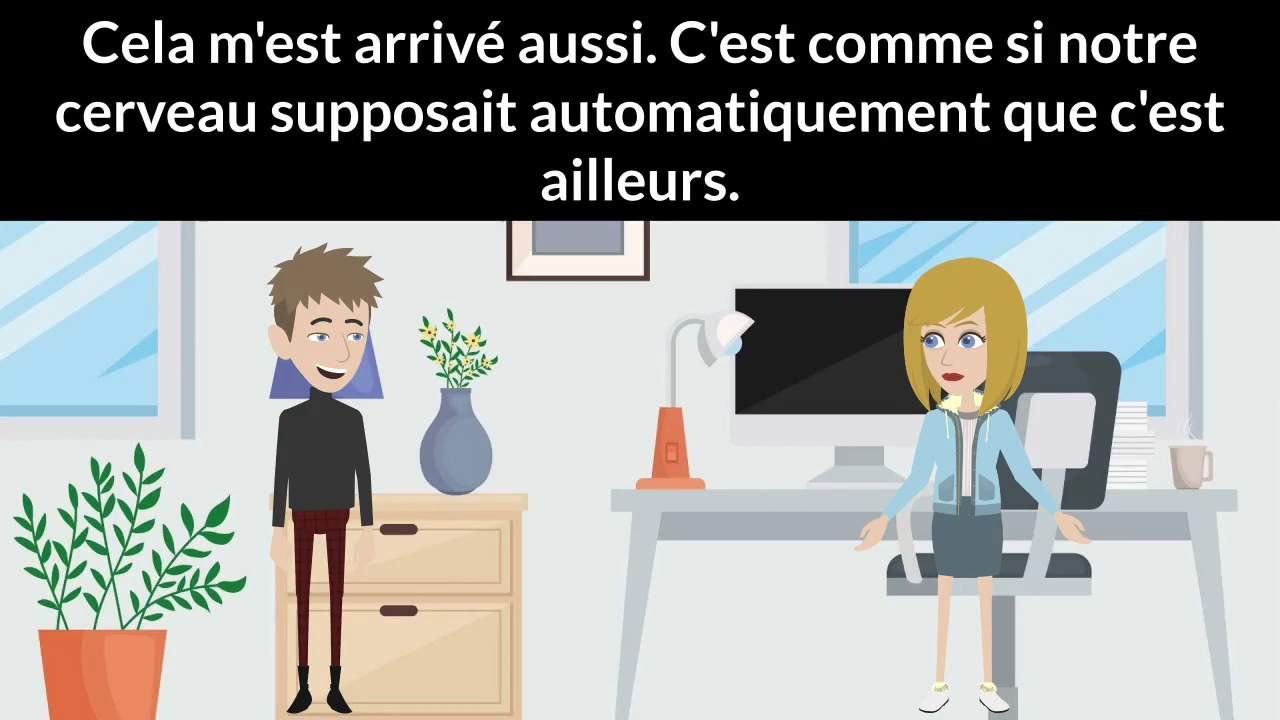 Cela m'est arrivé aussi. C'est comme si notre
cerveau supposait automatiquement que c'est
ailleurs.